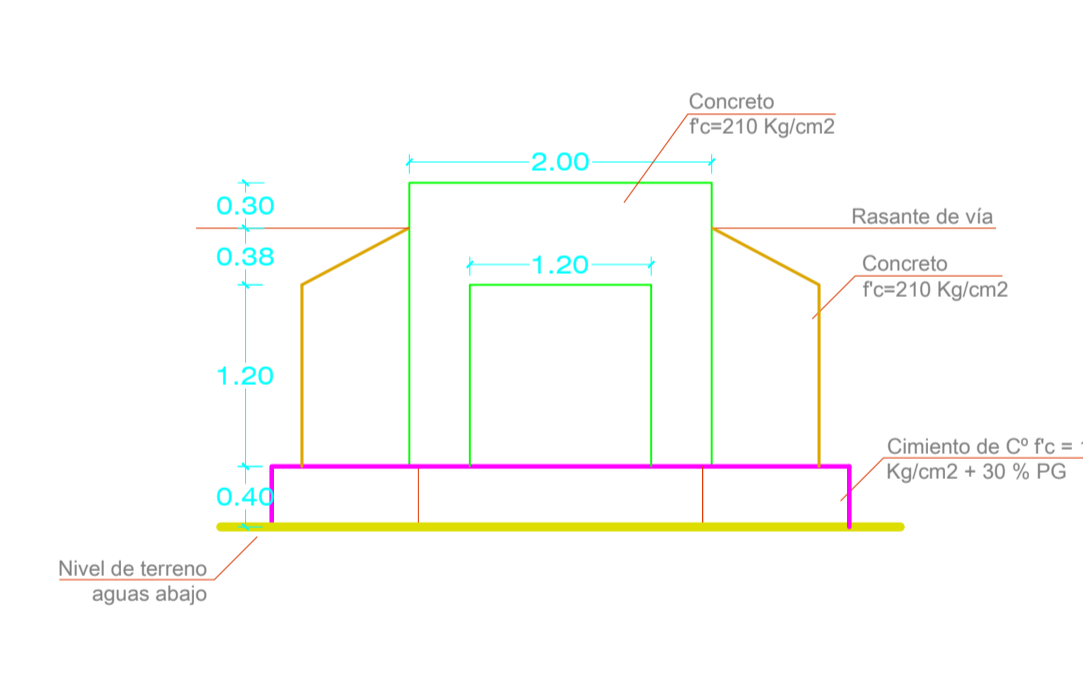 Concreto
f'c=210 Kg/cm2
2.00
0.30
Rasante de vía
0.38
1.20
Concreto
f'c=210 Kg/cm2
1.20
Cimiento de Cº f'c =
Kg/cm2 + 30 % PG
0.40
Nivel de terreno
aguas abajo